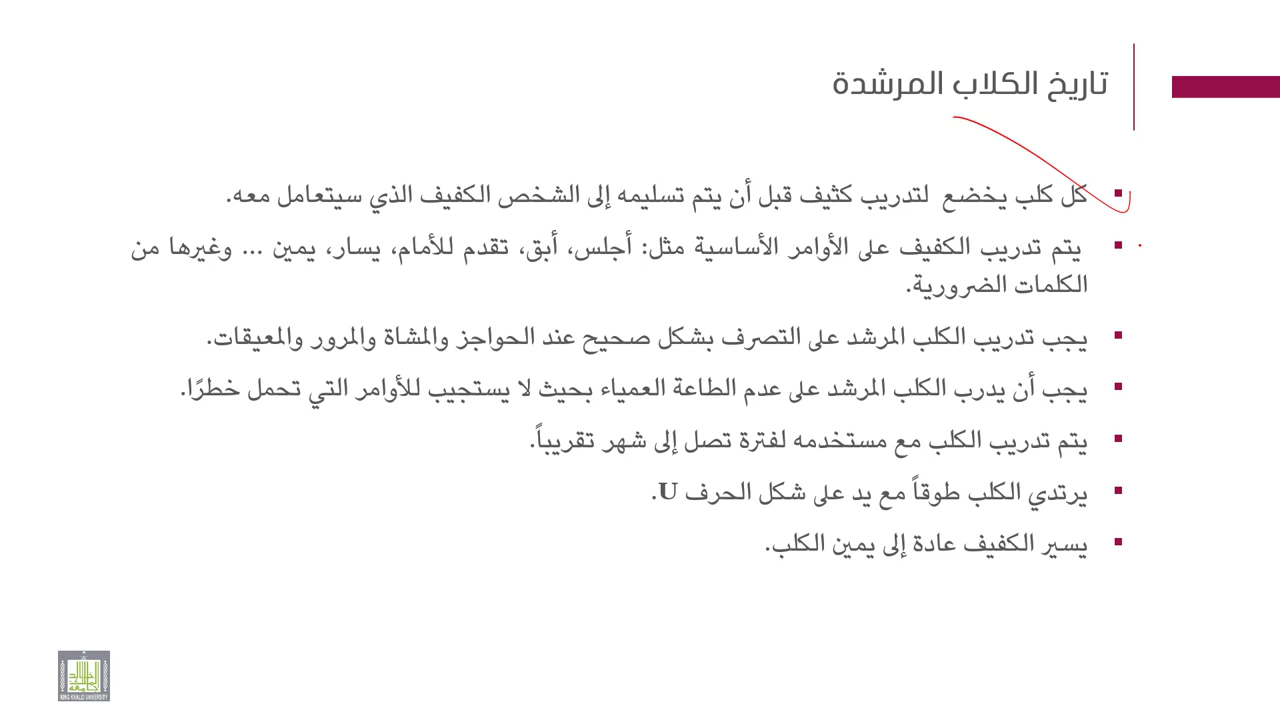 تاريخ الكلاب المرشدة
كل كلب يخضع لتدريب كثيف قبل أن يتم تسليمه إلى الشخص الكفيف الذي سيتعامل معه.
يتم تدريب الكفيف على الأوامر الأساسية مثل: أجلس، أبق، تقدم للأمام، يسار، يمين ... وغيرها من
الكلمات الضرورية.
يجب تدريب الكلب المرشد على التصرف بشكل صحيح عند الحواجز والمشاة والمرور والمعيقات.
يجب أن يدرب الكلب المرشد على عدم الطاعة العمياء بحيث لا يستجيب للأوامر التي تحمل خطرًا.
يتم تدريب الكلب مع مستخدمه لفترة تصل إلى شهر تقريباً.
يرتدي الكلب طوقاً مع يد على شكل الحرف U.
يسير الكفيف عادة إلى يمين الكلب.
KING KHALID UNIVERSITY